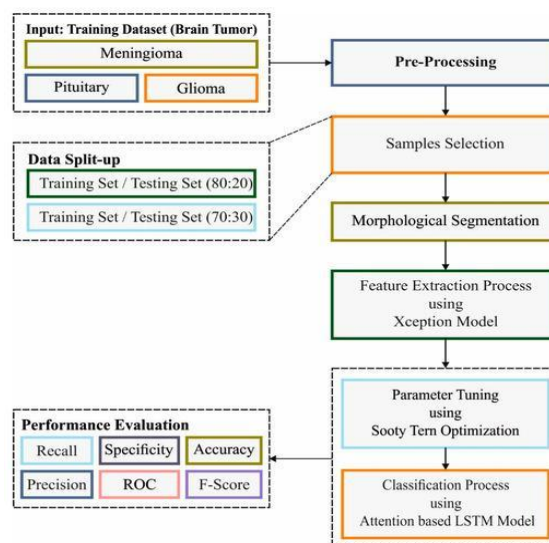 Input: Training Dataset (Brain Tumor)
Meningioma
Pituitary
Glioma
Pre-Processing
Samples Selection
Data Split-up
Training Set / Testing Set (80:20)
Training Set / Testing Set (70:30)
Morphological Segmentation
Feature Extraction Process
using
Xception Model
Parameter Tuning
using
Sooty Tern Optimization
Classification Process
using
Attention based LSTM Model
Performance Evaluation
Recall
Specificity
Accuracy
Precision
ROC
F-Score